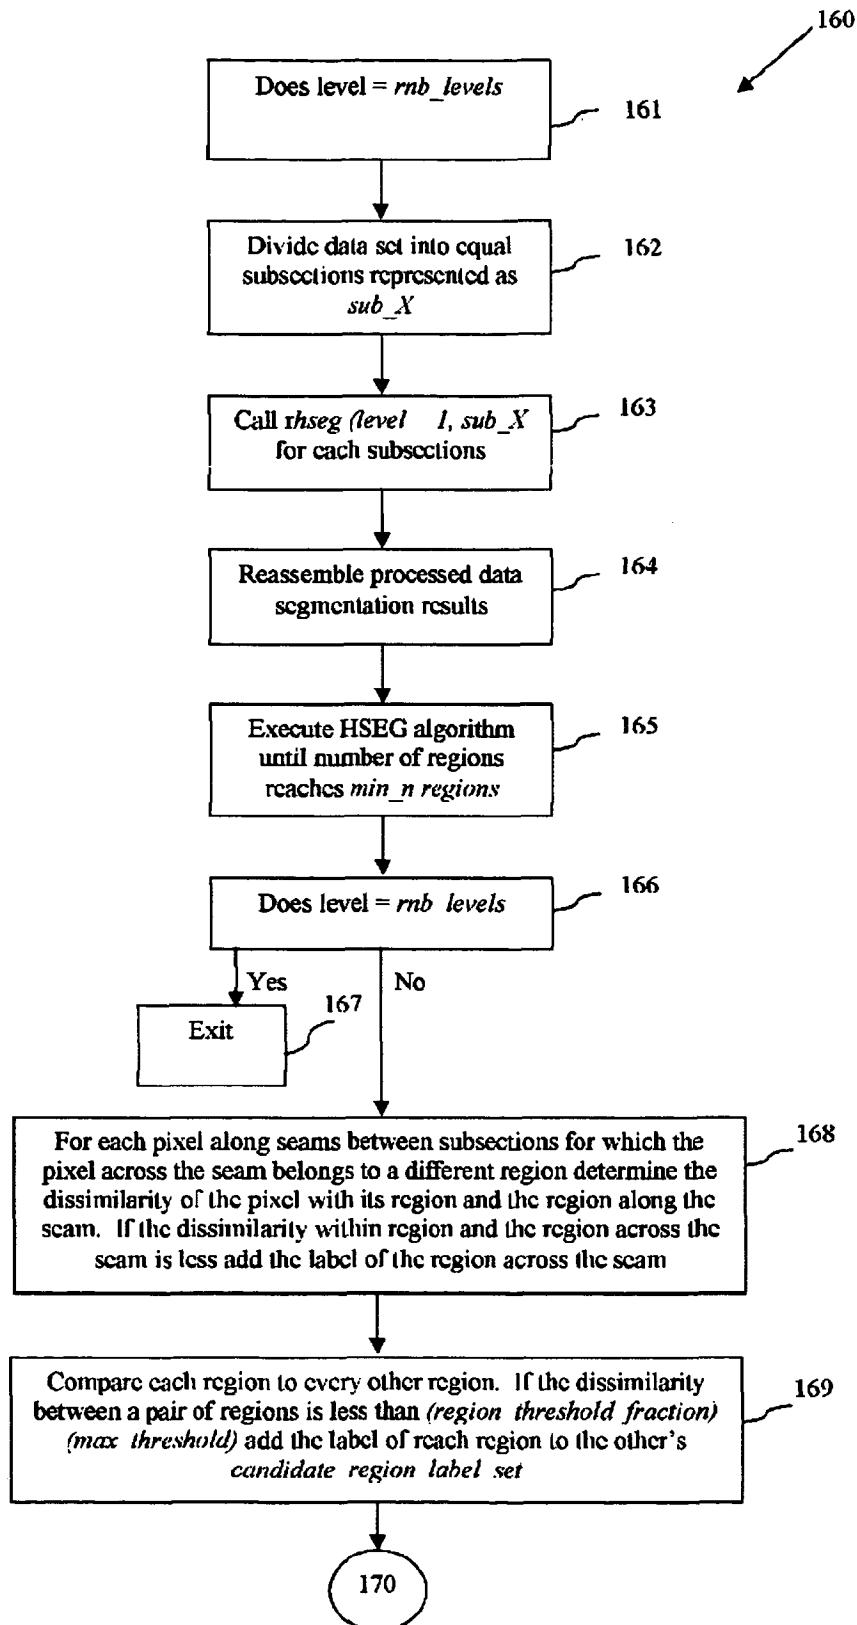 160
Does level = rnb_levels
161
Divide data set into equal
subsections represented as
sub_X
162
Call rhseg (level 1, sub_X
for each subsections
163
Reassemble processed data
segmentation results
164
Execute HSEG algorithm
until number of regions
reaches min_n regions
165
Does level = rnb levels
166
Yes
No
Exit
167
For each pixel along seams between subsections for which the
pixel across the seam belongs to a different region determine the
dissimilarity of the pixel with its region and the region along the
seam. If the dissimilarity within region and the region across the
seam is less add the label of the region across the seam
168
Compare each region to every other region. If the dissimilarity
between a pair of regions is less than (region threshold fraction)
(max threshold) add the label of reach region to the other's
candidate region label set
169
170